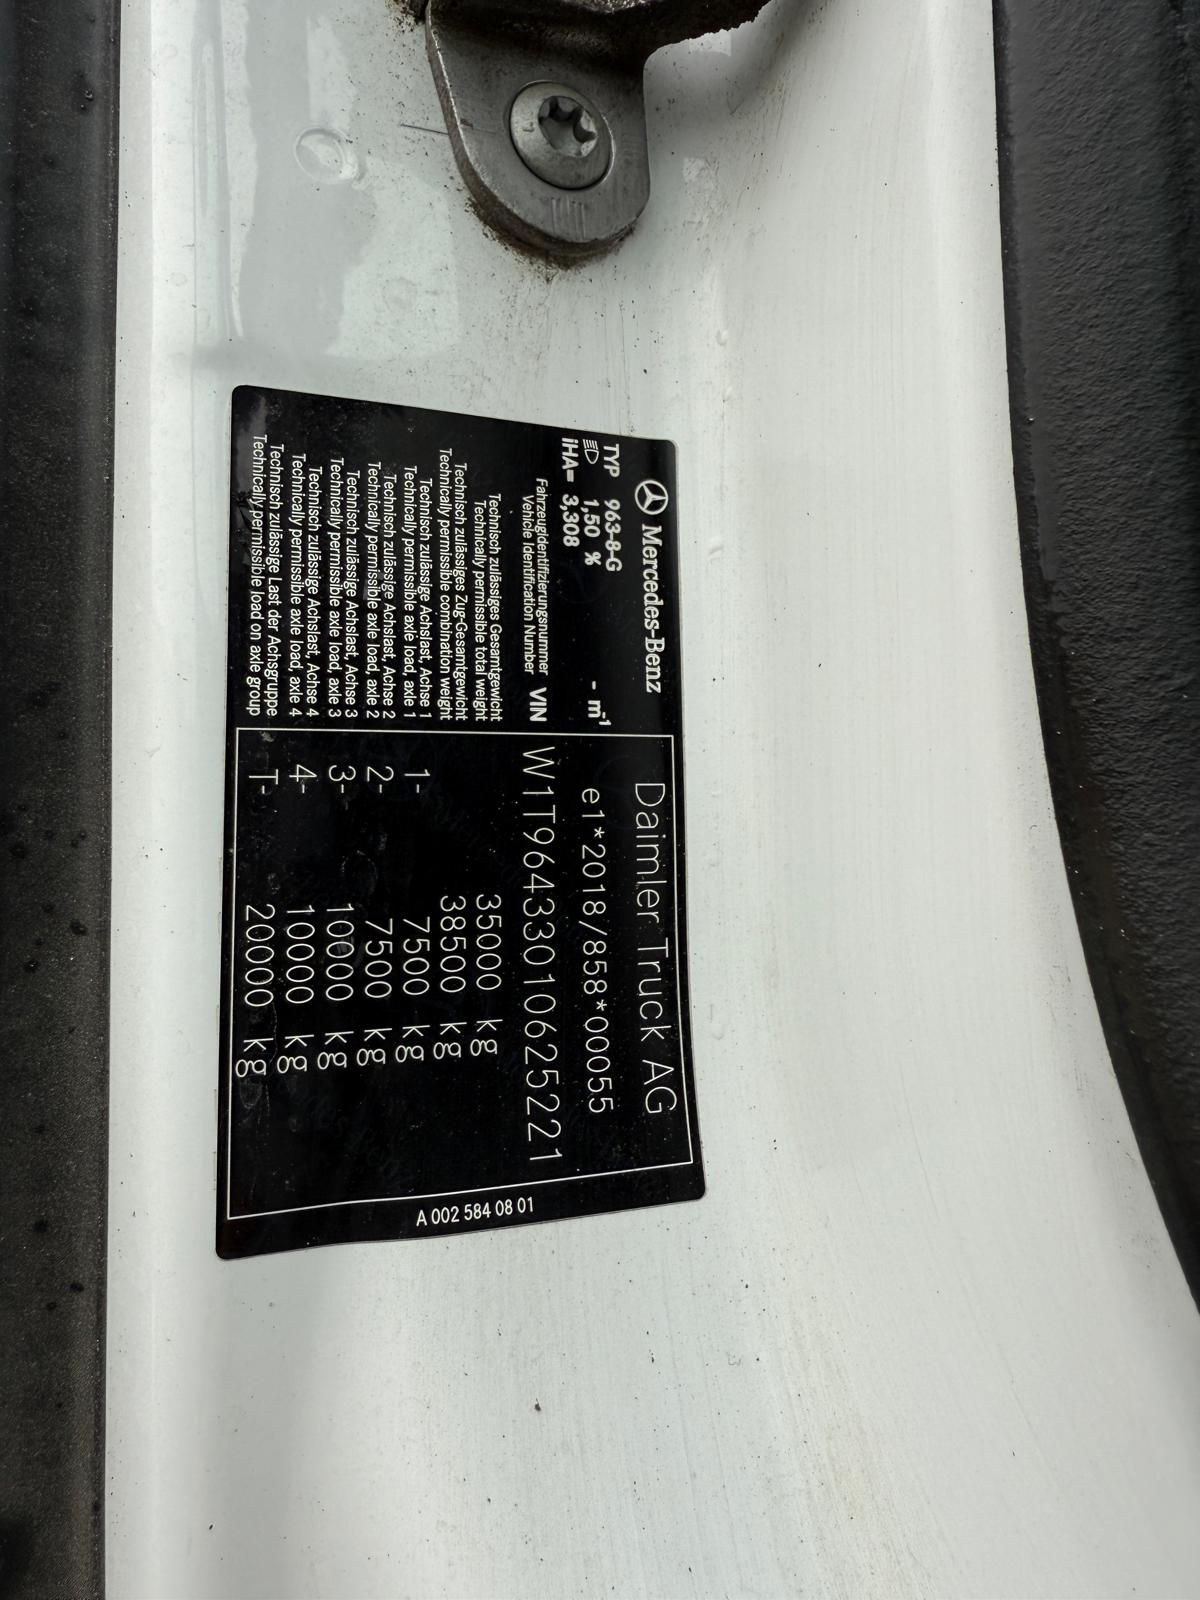 Mercedes-Benz
Daimler Truck AG
TYP 963-8-G
1,50 % - m⁻¹
e1*2018/858*00055
iHA= 3,308
Fahrzeugidentifizierungsnummer
Vehicle Identification Number VIN
W1T96433010625221
Technisch zulässiges Gesamtgewicht
Technically permissible total weight
35000 kg
Technisch zulässiges Zug-Gesamtgewicht
Technically permissible combination weight
38500 kg
Technisch zulässige Achslast, Achse 1
Technically permissible axle load, axle 1
1- 7500 kg
Technisch zulässige Achslast, Achse 2
Technically permissible axle load, axle 2
2- 7500 kg
Technisch zulässige Achslast, Achse 3
Technically permissible axle load, axle 3
3- 10000 kg
Technisch zulässige Achslast, Achse 4
Technically permissible axle load, axle 4
4- 10000 kg
Technisch zulässige Last der Achsgruppe
Technically permissible load on axle group
T- 20000 kg
A 002 584 08 01